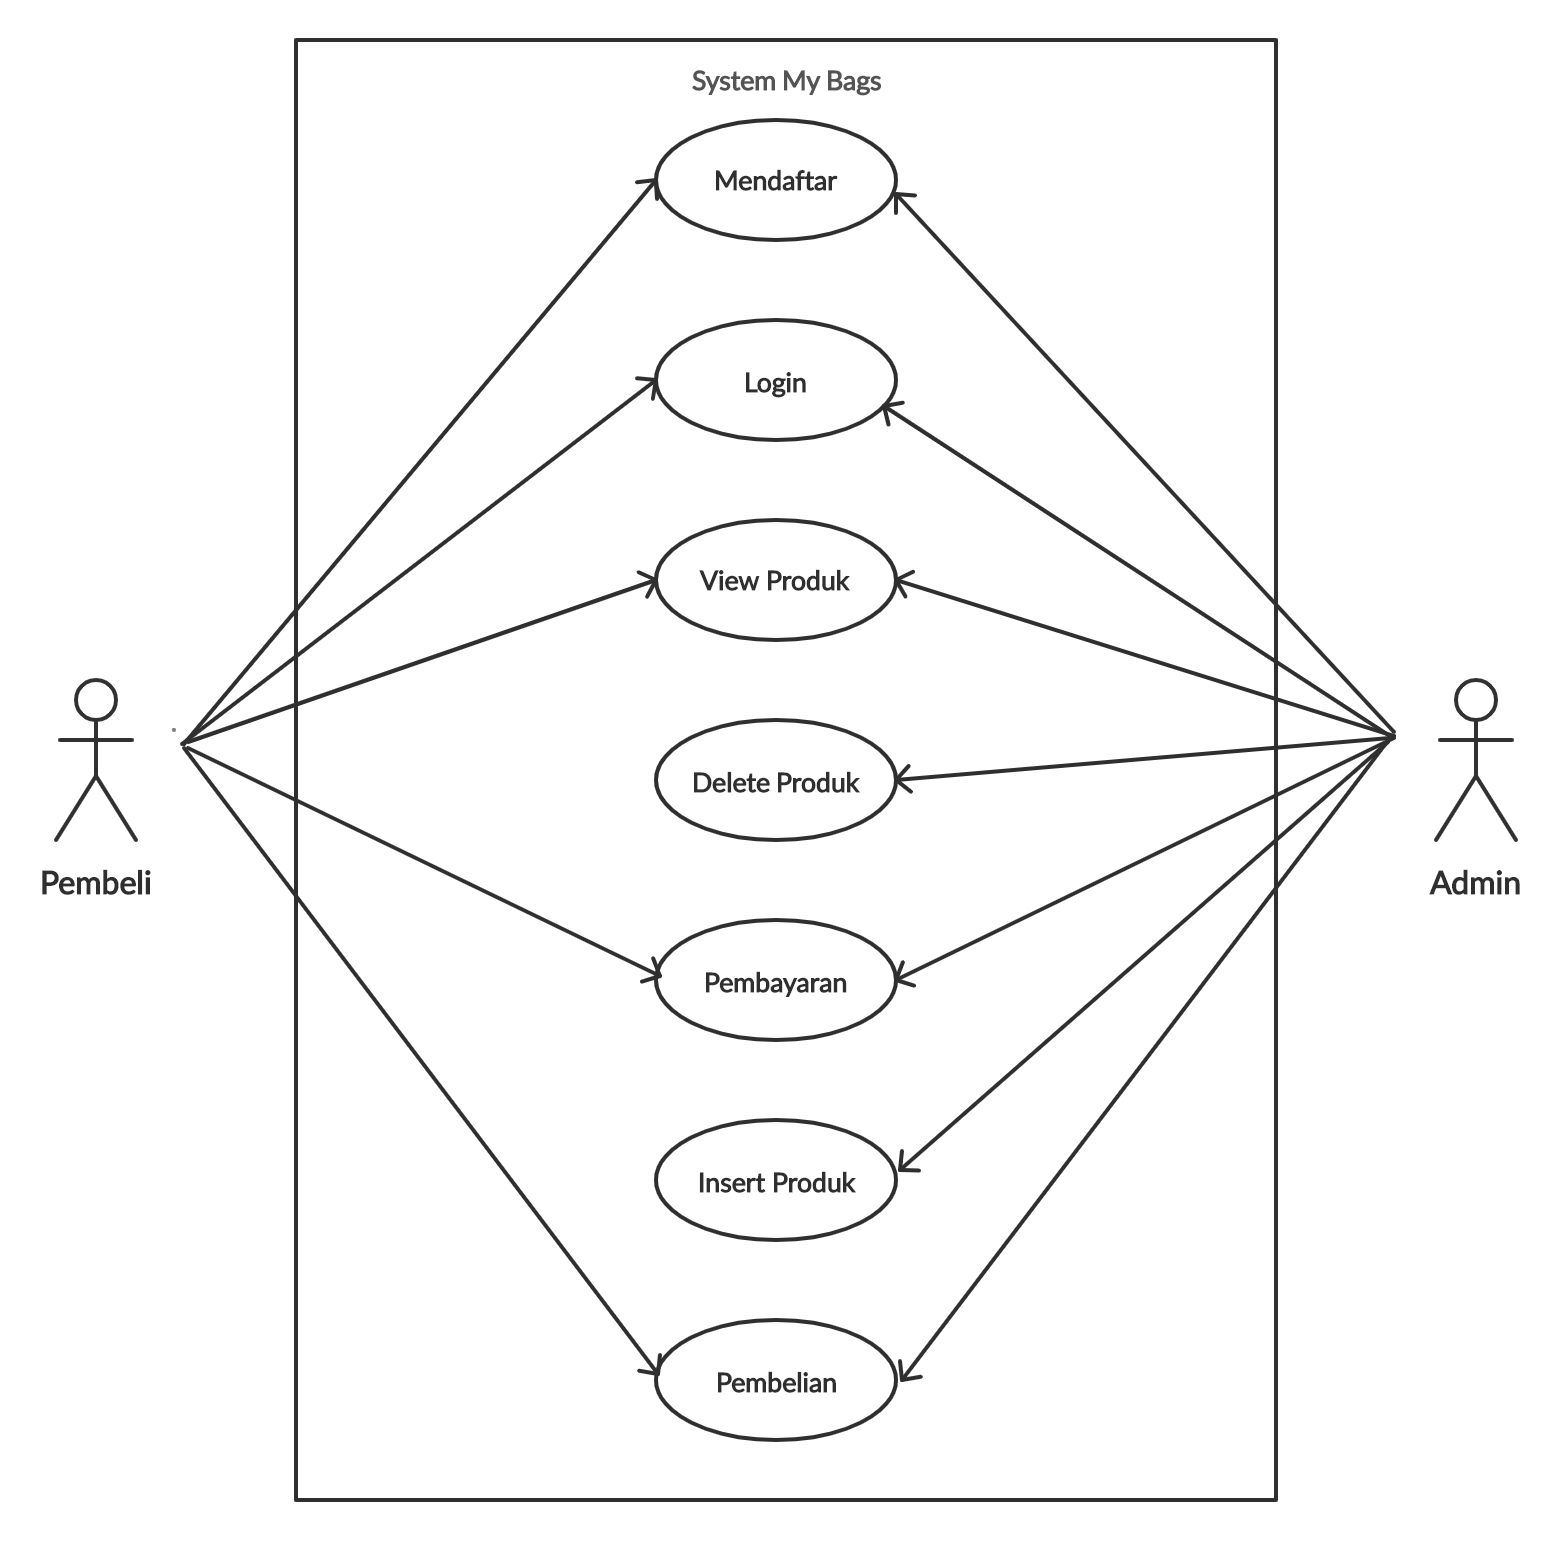 System My Bags
Mendaftar
Login
View Produk
Delete Produk
Pembeli
Admin
Pembayaran
Insert Produk
Pembelian